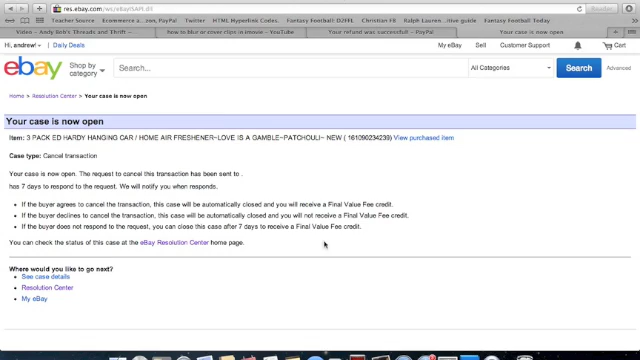 res.ebay.com/ws/eBayISAPI.dll
Reader
Teacher Source Ecommerce a Twitter HTML Hyperlink Codes. Fantasy Football D2FFL Christian FB Ralph Lauren guide Fantasy Today
Video – Andy Rob's Threads and Thrift – how to blur or cover clips in imovie – YouTube Your refund was successful! – PayPal Your case is now open
Hi, andrew! Daily Deals My eBay Sell Customer Support Cart
ebay Shop by category Search... All Categories Search Advanced
Home > Resolution Center > Your case is now open
Your case is now open
Item: 3 PACK ED HARDY HANGING CAR / HOME AIR FRESHENER~LOVE IS A GAMBLE~PATCHOULI~ NEW ( 161090234239) View purchased item
Case type: Cancel transaction
Your case is now open. The request to cancel this transaction has been sent to .
has 7 days to respond to the request. We will notify you when responds.
• If the buyer agrees to cancel the transaction, this case will be automatically closed and you will receive a Final Value Fee credit.
• If the buyer declines to cancel the transaction, this case will be automatically closed and you will not receive a Final Value Fee credit.
• If the buyer does not respond to the request, you can close this case after 7 days to receive a Final Value Fee credit.
You can check the status of this case at the eBay Resolution Center home page.
Where would you like to go next?
• See case details
• Resolution Center
• My eBay